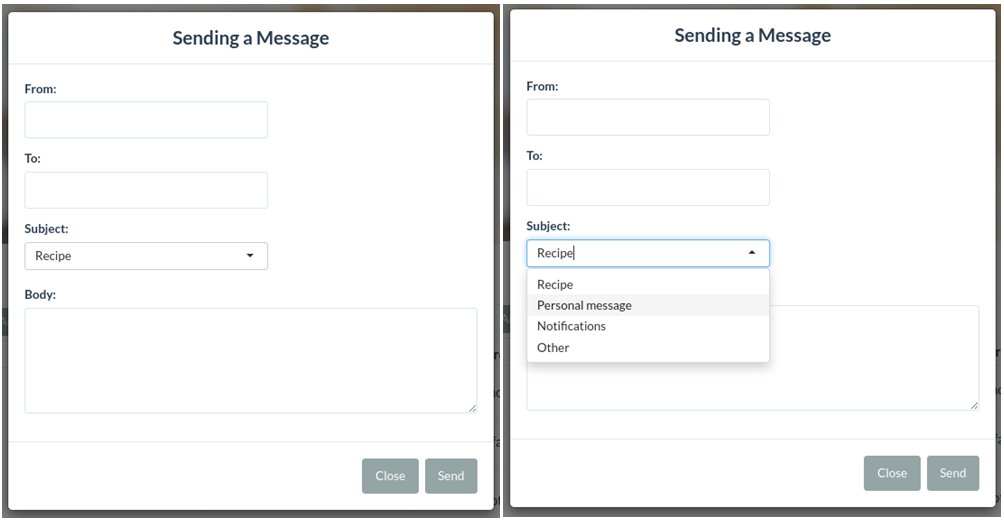 Sending a Message
From:
To:
Subject:
Recipe
Body:
Close Send
Sending a Message
From:
To:
Subject:
Recipe
Recipe
Personal message
Notifications
Other
Close Send